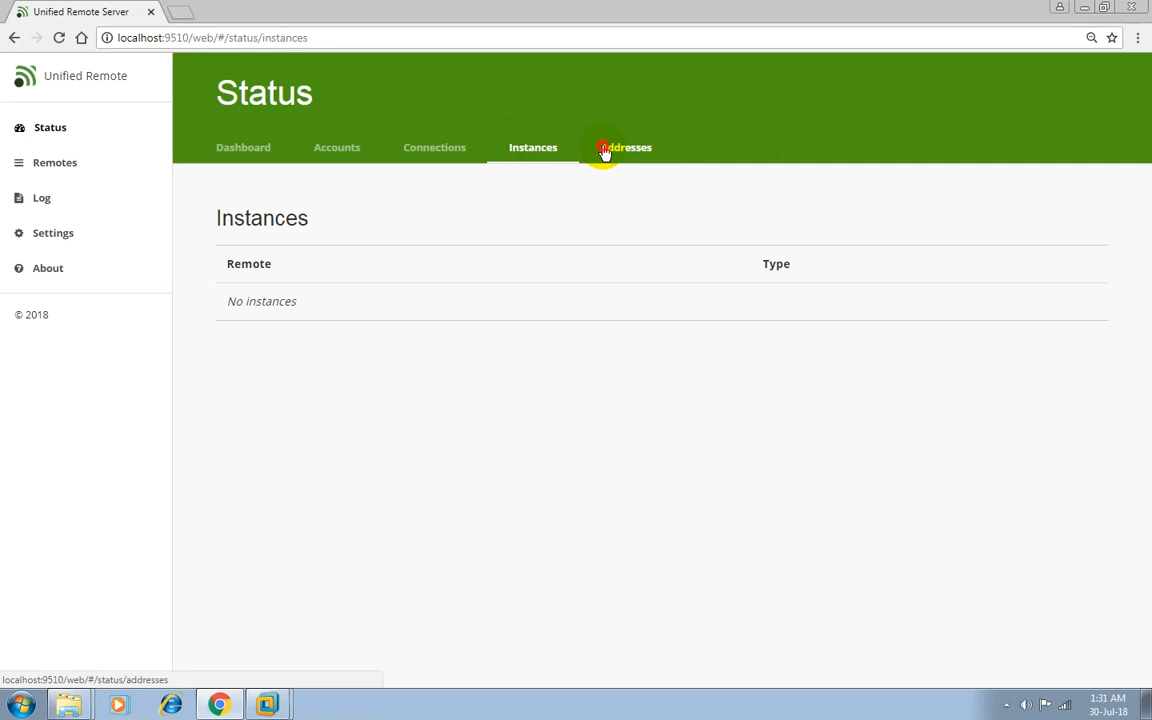 Unified Remote Server
localhost:9510/web/#/status/instances
Unified Remote
Status
Remotes
Log
Settings
About
© 2018
Status
Dashboard
Accounts
Connections
Instances
Addresses
Instances
Remote
Type
No instances
localhost:9510/web/#/status/addresses
1:31 AM
30-Jul-18